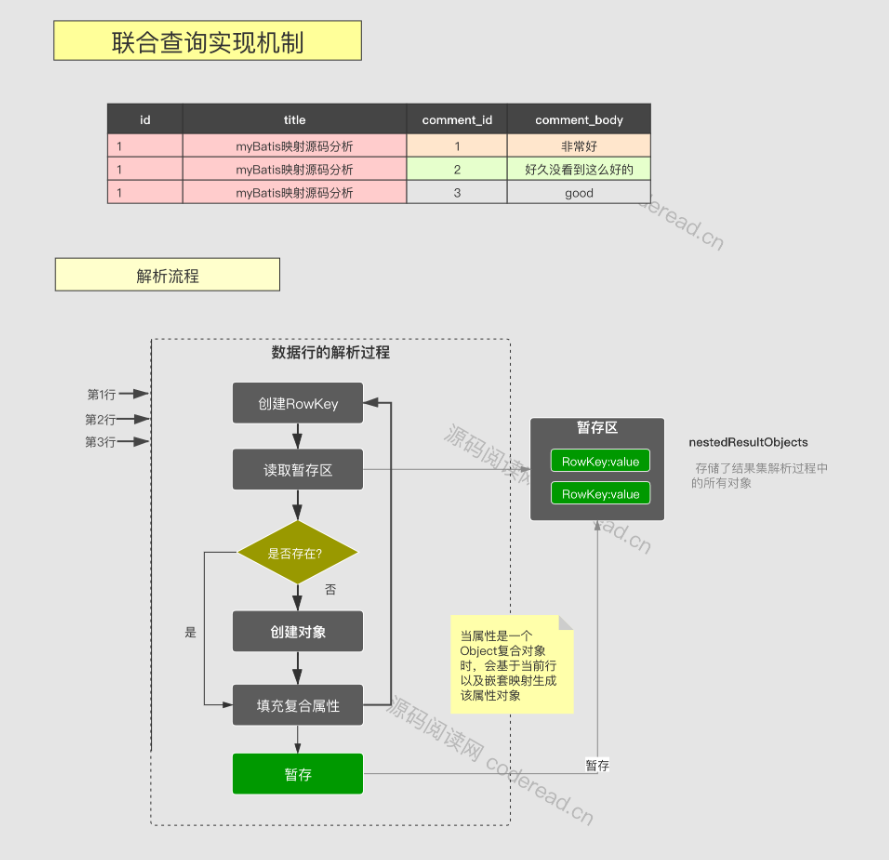 联合查询实现机制
id title comment_id comment_body
1 myBatis映射源码分析 1 非常好
1 myBatis映射源码分析 2 好久没看到这么好的
1 myBatis映射源码分析 3 good
coderead.cn
解析流程
数据行的解析过程
第1行
第2行
第3行
创建RowKey
读取暂存区
是否存在?
否
是
创建对象
填充复合属性
暂存
暂存区
RowKey:value
RowKey:value
nestedResultObjects
存储了结果集解析过程中
的所有对象
当属性是一个
Object复合对象
时，会基于当前行
以及嵌套映射生成
该属性对象
暂存
源码阅读网 coderead.cn
源码阅读网 coderead.cn